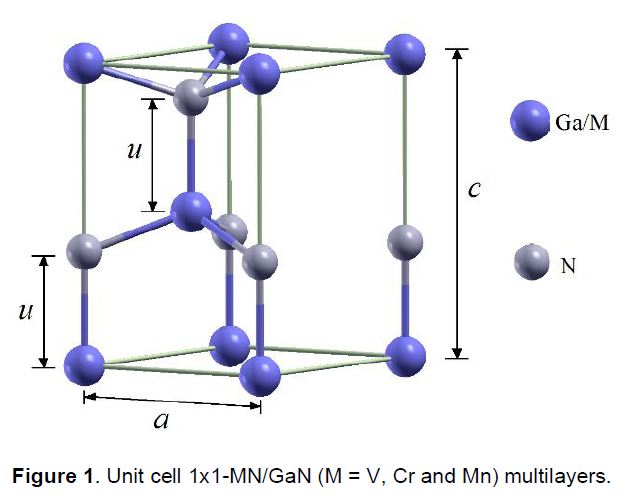 Ga/M
u
c
N
u
a
Figure 1. Unit cell 1x1-MN/GaN (M = V, Cr and Mn) multilayers.